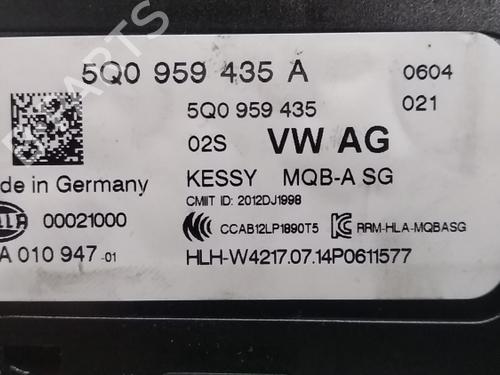 5Q0 959 435 A 0604
5Q0 959 435 021
02S VW AG
de in Germany KESSY MQB-A SG
CMIIT ID: 2012DJ1998
00021000 CCAB12LP1890T5 RRM-HLA-MQBASG
A 010 947 -01 HLH-W4217.07.14P0611577